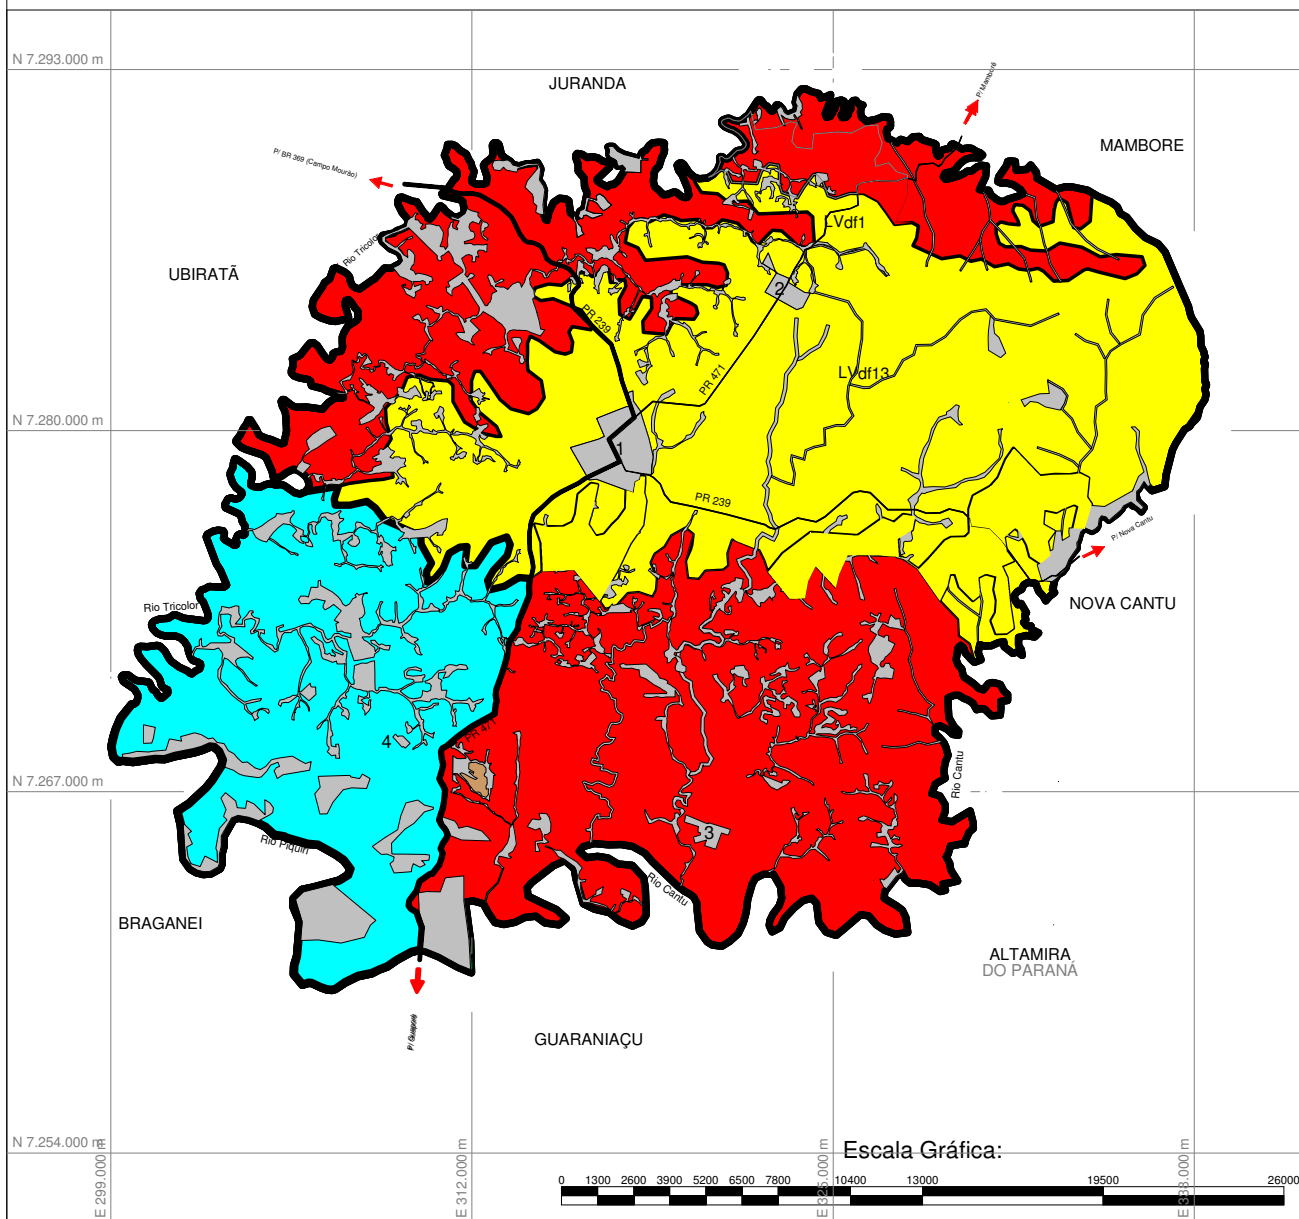 N 7.293.000 m
JURANDA
P/ Mamborê
MAMBORE
P/ BR 369 (Campo Mourão)
Rio Tricolor
UBIRATÃ
LVdf1
2
PR 239
PR 471
LVdf13
N 7.280.000 m
1
PR 239
P/ Nova Cantu
Rio Tricolor
NOVA CANTU
4
PR 471
N 7.267.000 m
Rio Cantu
3
Rio Piquiri
Rio Cantu
BRAGANEI
ALTAMIRA
DO PARANÁ
GUARANIAÇU
N 7.254.000 m
Escala Gráfica:
E 299.000 m
E 312.000 m
E 325.000 m
E 338.000 m
0 1300 2600 3900 5200 6500 7800 10400 13000 19500 26000